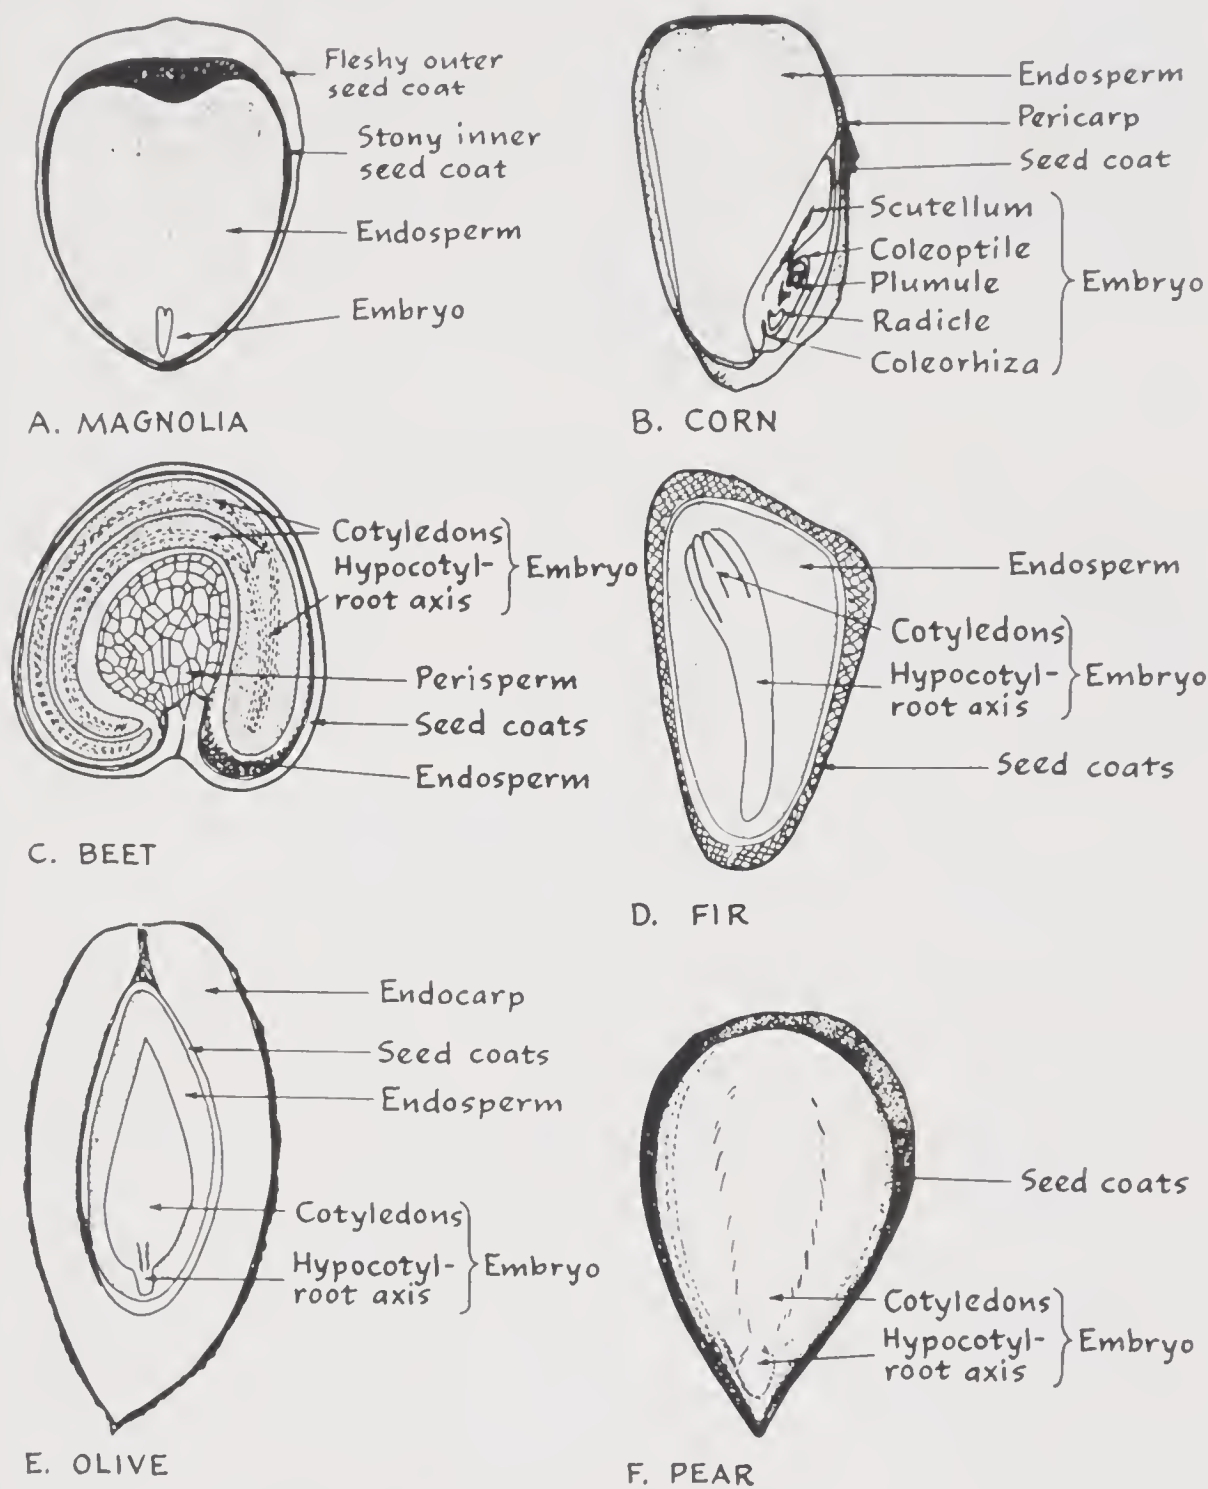 Fleshy outer
seed coat
Stony inner
seed coat
Endosperm
Embryo
A. MAGNOLIA
Endosperm
Pericarp
Seed coat
Scutellum
Coleoptile
Plumule
Radicle
Coleorhiza
Embryo
B. CORN
Cotyledons
Hypocotyl-
root axis
Embryo
Perisperm
Seed coats
Endosperm
C. BEET
Endosperm
Cotyledons
Hypocotyl-
root axis
Embryo
Seed coats
D. FIR
Endocarp
Seed coats
Endosperm
Cotyledons
Hypocotyl-
root axis
Embryo
E. OLIVE
Seed coats
Cotyledons
Hypocotyl-
root axis
Embryo
F. PEAR